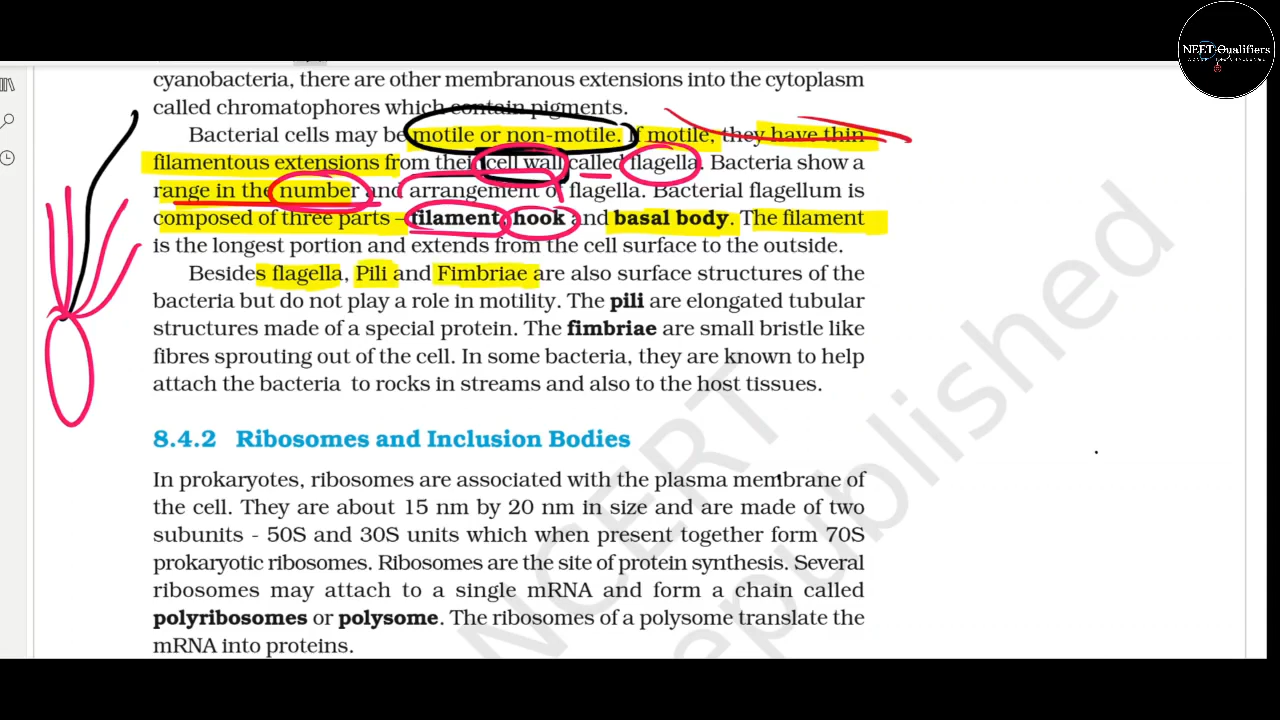 NEET-Qualifiers
cyanobacteria, there are other membranous extensions into the cytoplasm
called chromatophores which contain pigments.
Bacterial cells may be motile or non-motile. If motile, they have thin
filamentous extensions from their cell wall called flagella. Bacteria show a
range in the number and arrangement of flagella. Bacterial flagellum is
composed of three parts – filament, hook and basal body. The filament
is the longest portion and extends from the cell surface to the outside.
Besides flagella, Pili and Fimbriae are also surface structures of the
bacteria but do not play a role in motility. The pili are elongated tubular
structures made of a special protein. The fimbriae are small bristle like
fibres sprouting out of the cell. In some bacteria, they are known to help
attach the bacteria to rocks in streams and also to the host tissues.
8.4.2 Ribosomes and Inclusion Bodies
In prokaryotes, ribosomes are associated with the plasma membrane of
the cell. They are about 15 nm by 20 nm in size and are made of two
subunits - 50S and 30S units which when present together form 70S
prokaryotic ribosomes. Ribosomes are the site of protein synthesis. Several
ribosomes may attach to a single mRNA and form a chain called
polyribosomes or polysome. The ribosomes of a polysome translate the
mRNA into proteins.
NCERT
republished